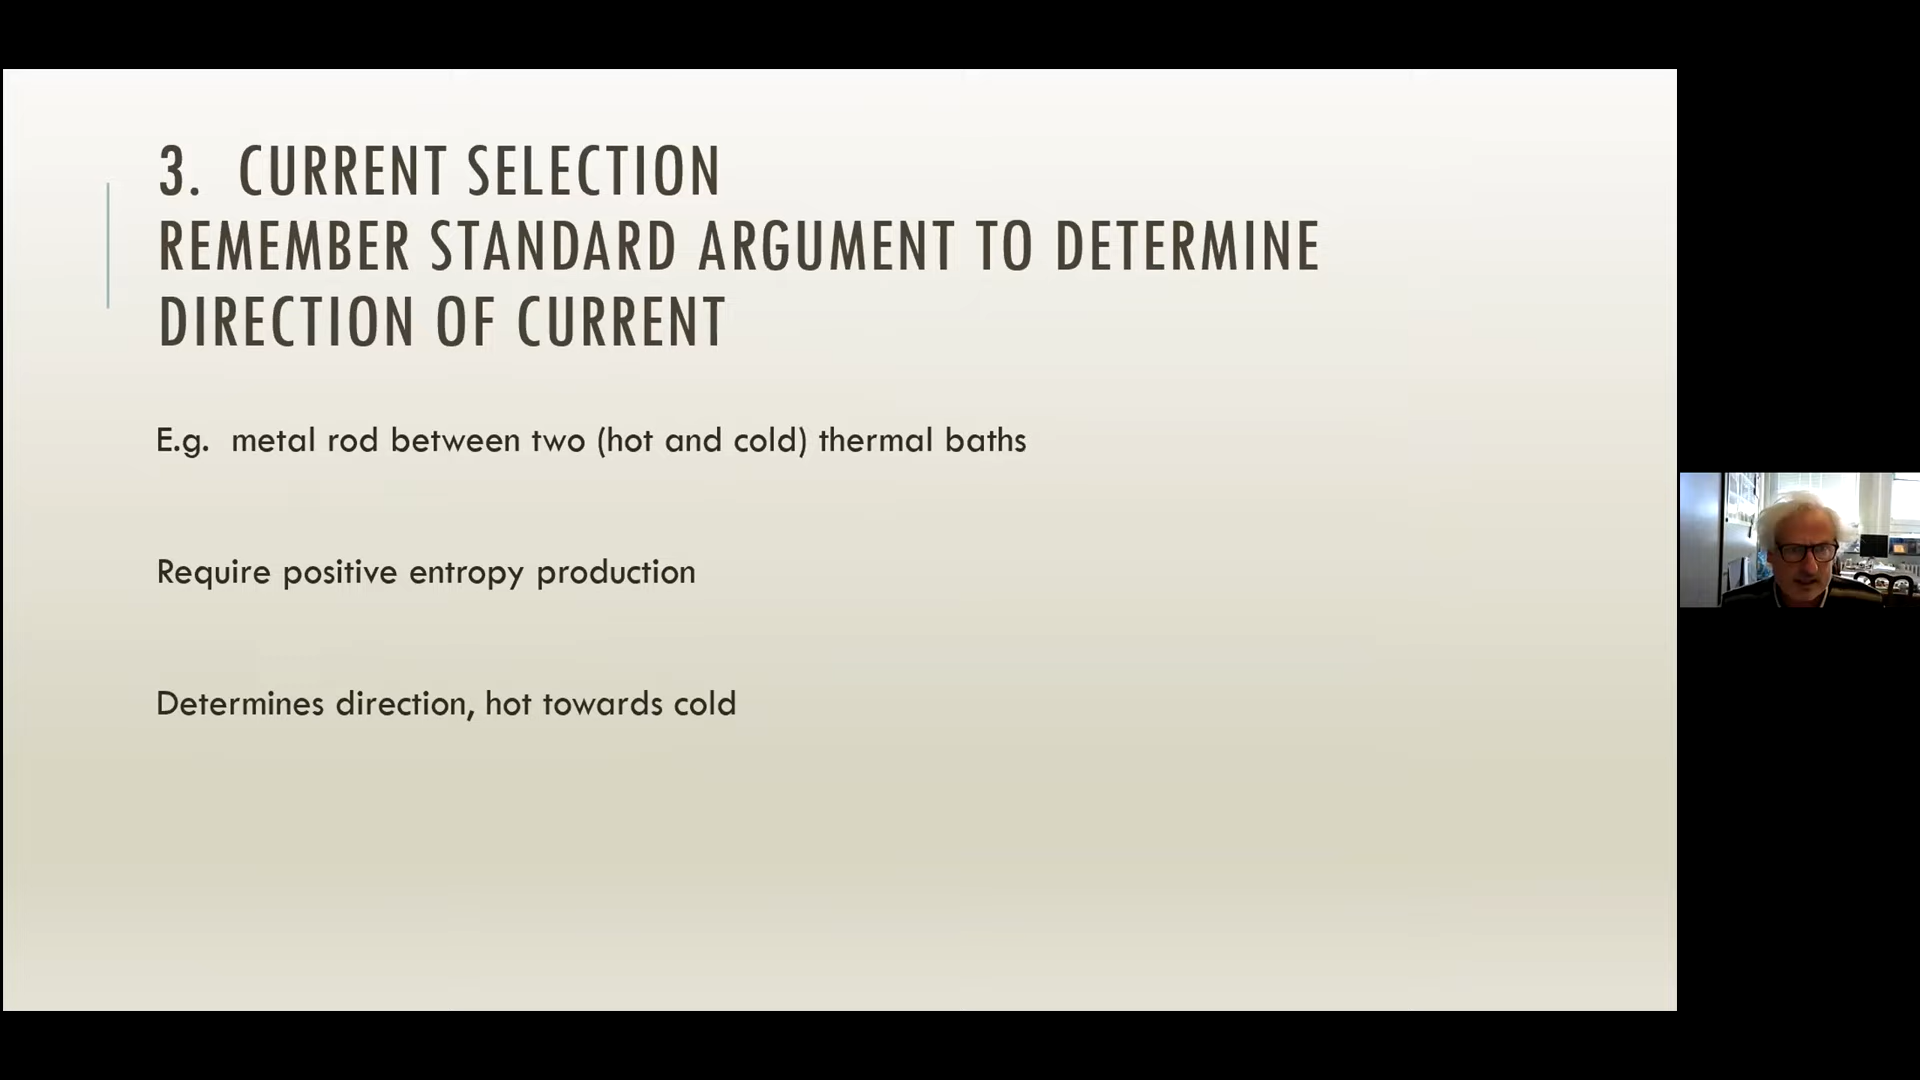 3. CURRENT SELECTION
REMEMBER STANDARD ARGUMENT TO DETERMINE
DIRECTION OF CURRENT
E.g. metal rod between two (hot and cold) thermal baths
Require positive entropy production
Determines direction, hot towards cold